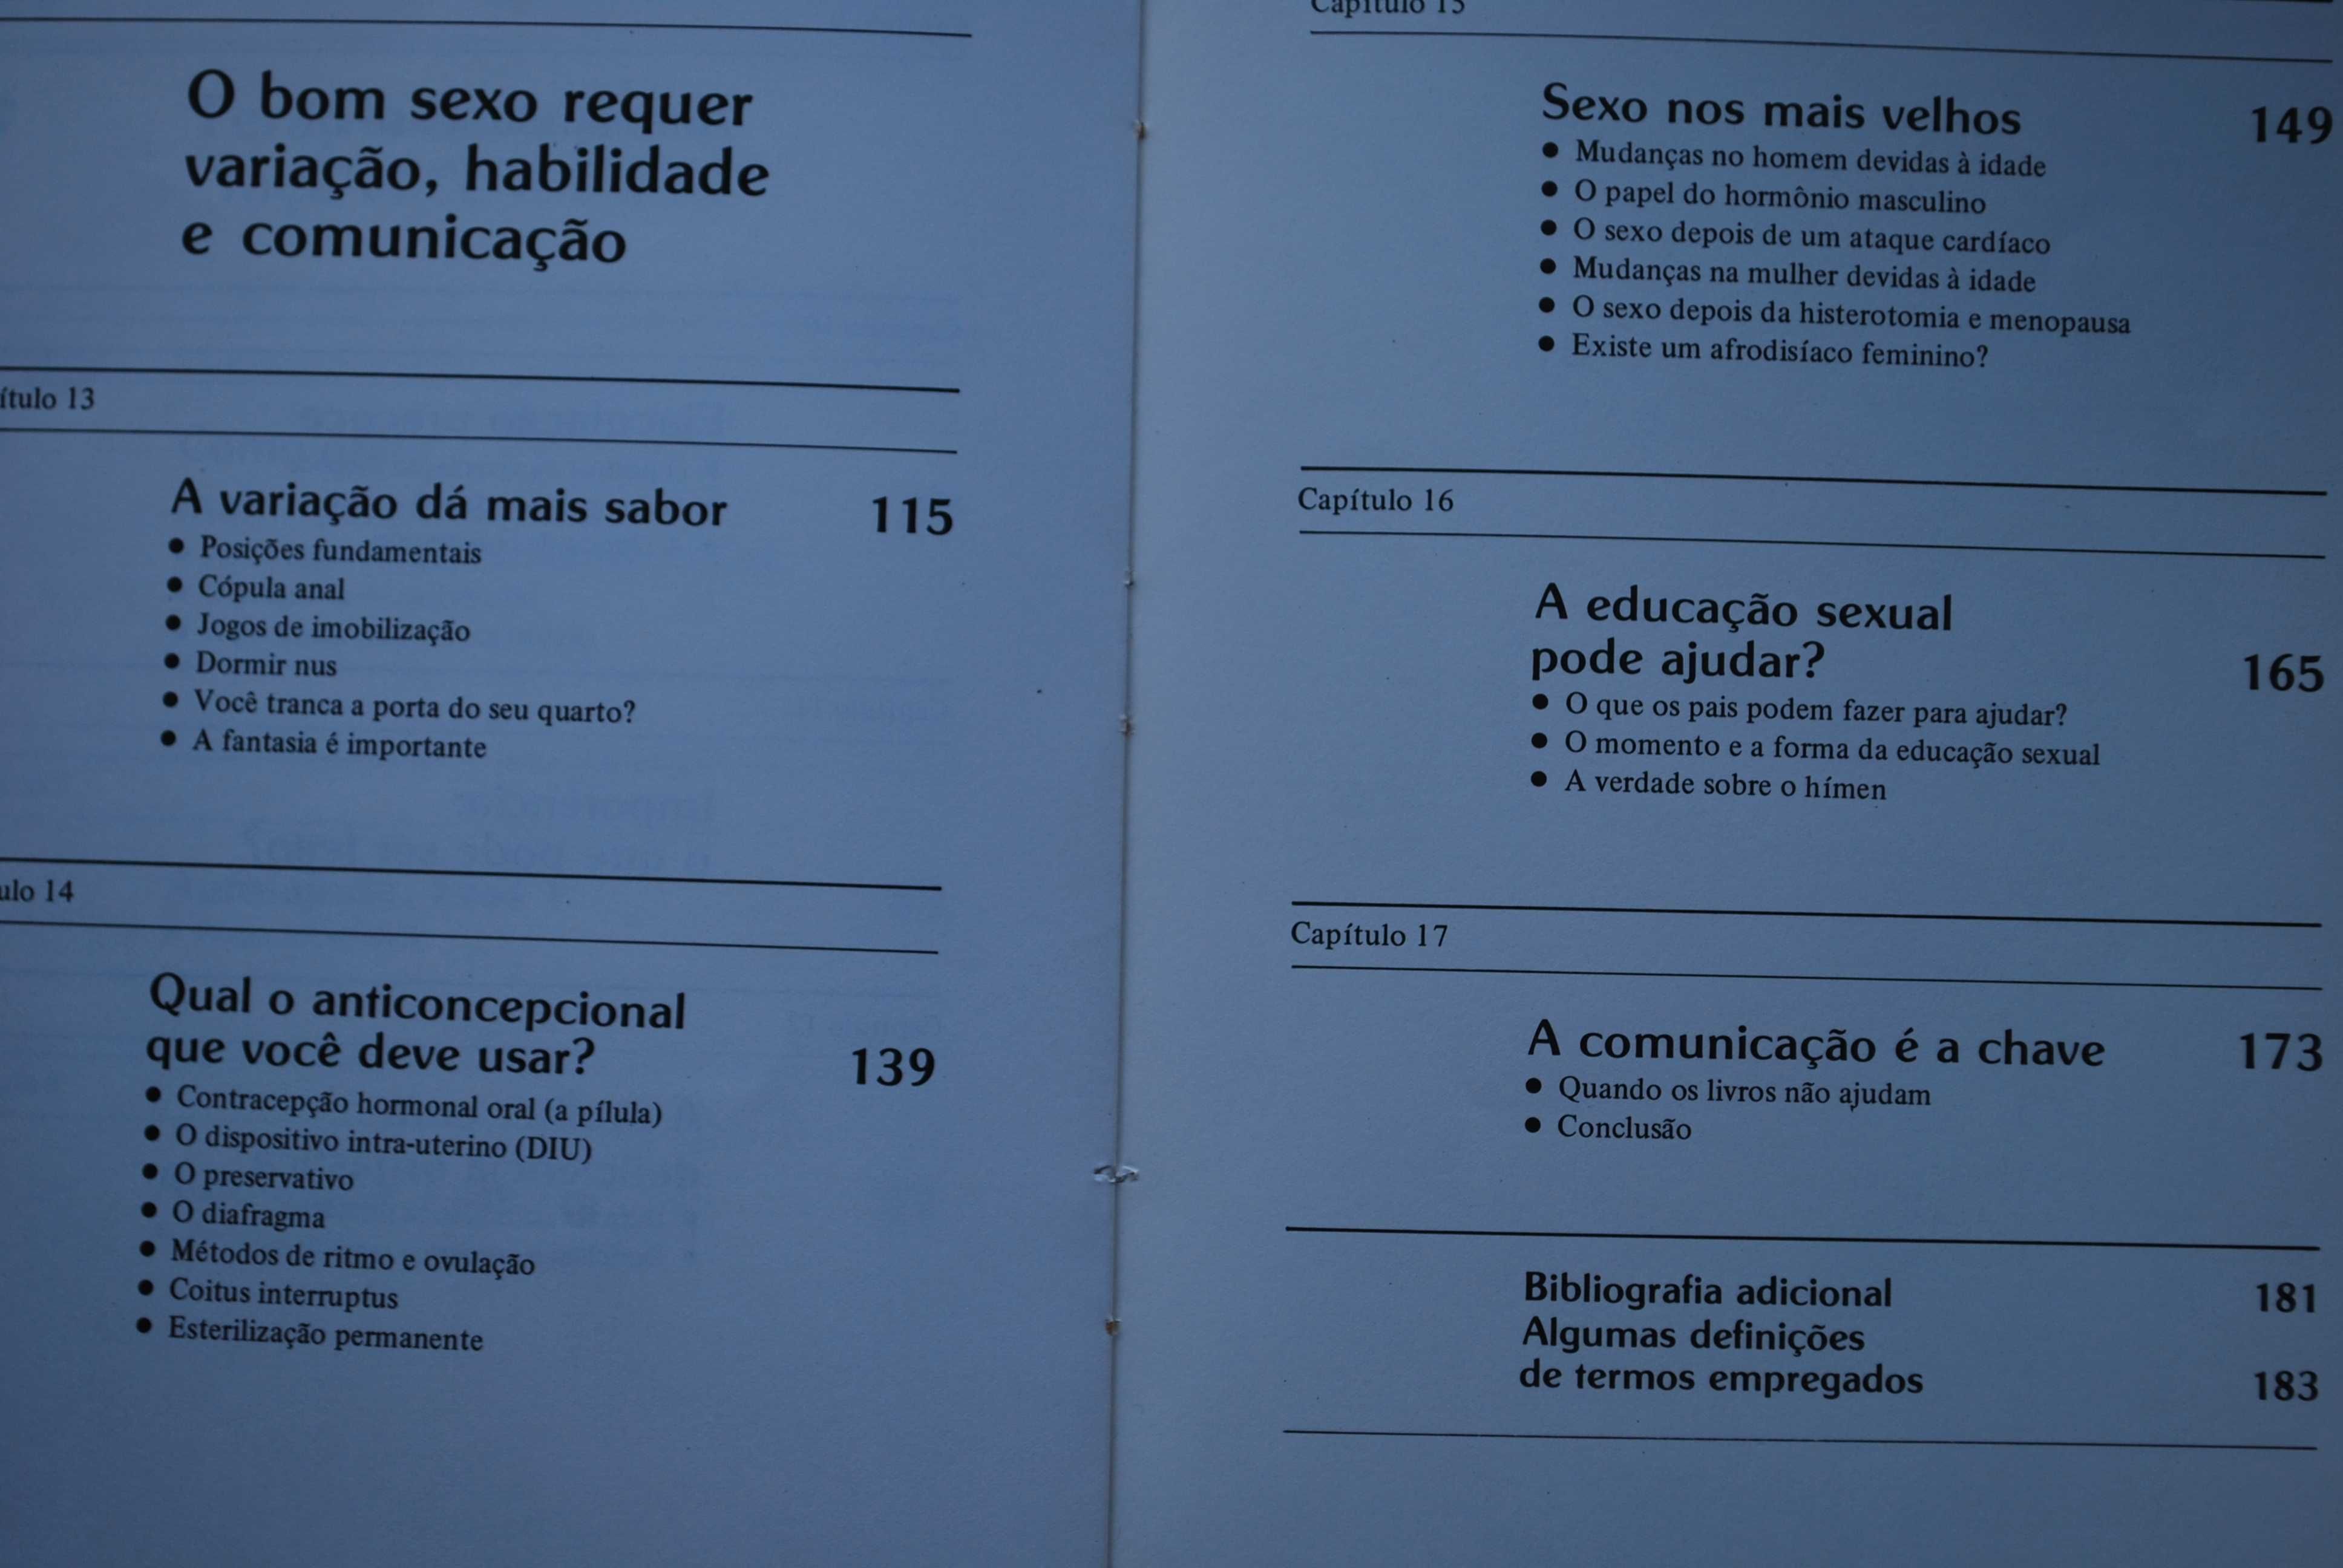 O bom sexo requer
variação, habilidade
e comunicação
ítulo 13
A variação dá mais sabor 115
● Posições fundamentais
● Cópula anal
● Jogos de imobilização
● Dormir nus
● Você tranca a porta do seu quarto?
● A fantasia é importante
ulo 14
Qual o anticoncepcional
que você deve usar? 139
● Contracepção hormonal oral (a pílula)
● O dispositivo intra-uterino (DIU)
● O preservativo
● O diafragma
● Métodos de ritmo e ovulação
● Coitus interruptus
● Esterilização permanente
Capítulo 15
Sexo nos mais velhos 149
● Mudanças no homem devidas à idade
● O papel do hormônio masculino
● O sexo depois de um ataque cardíaco
● Mudanças na mulher devidas à idade
● O sexo depois da histerotomia e menopausa
● Existe um afrodisíaco feminino?
Capítulo 16
A educação sexual
pode ajudar? 165
● O que os pais podem fazer para ajudar?
● O momento e a forma da educação sexual
● A verdade sobre o hímen
Capítulo 17
A comunicação é a chave 173
● Quando os livros não ajudam
● Conclusão
Bibliografia adicional 181
Algumas definições
de termos empregados 183